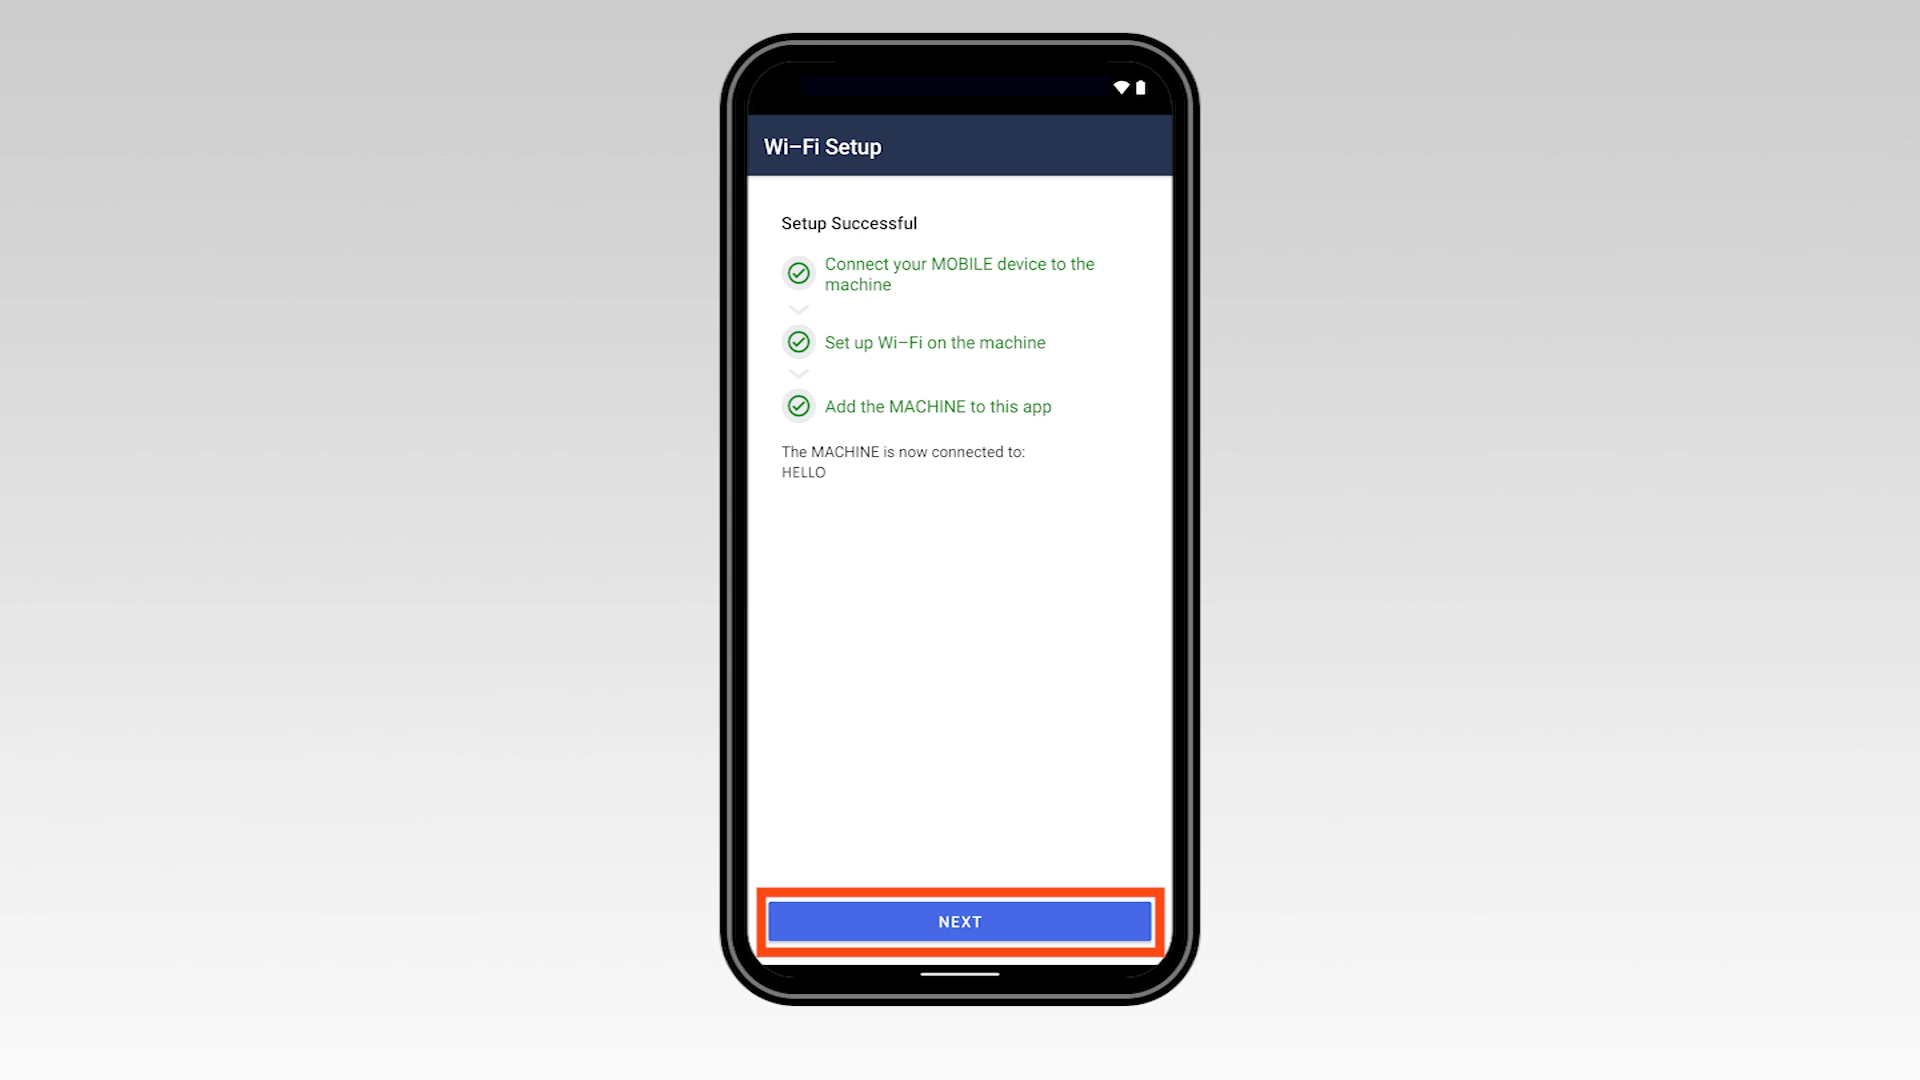 Wi–Fi Setup
Setup Successful
Connect your MOBILE device to the
machine
Set up Wi–Fi on the machine
Add the MACHINE to this app
The MACHINE is now connected to:
HELLO
NEXT